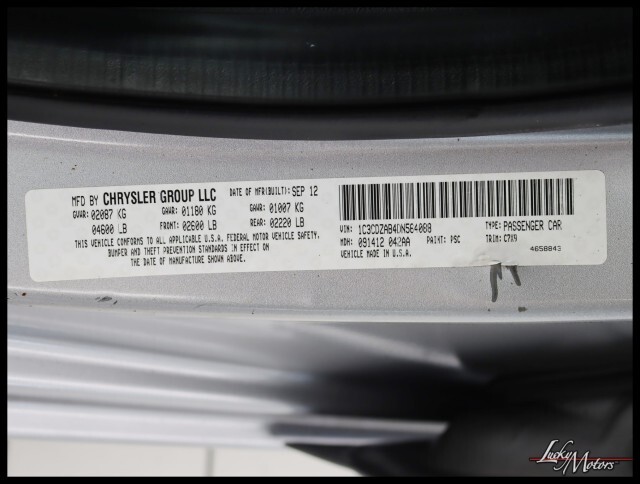 MFD BY CHRYSLER GROUP LLC DATE OF MFR(BUILT): SEP 12
GVWR: 02087 KG GAWR: 01180 KG GAWR: 01007 KG
04600 LB FRONT: 02600 LB REAR: 02220 LB
THIS VEHICLE CONFORMS TO ALL APPLICABLE U.S.A. FEDERAL MOTOR VEHICLE SAFETY,
BUMPER AND THEFT PREVENTION STANDARDS IN EFFECT ON
THE DATE OF MANUFACTURE SHOWN ABOVE.
VIN: 1C3CDZAB4DN564088 TYPE: PASSENGER CAR
MDH: 091412 042AA PAINT: PSC TRIM: C7X9
VEHICLE MADE IN U.S.A. 4658843
Lucky
Motors